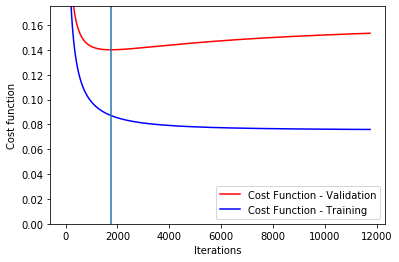 0.16
0.14
0.12
0.10
0.08
0.06
0.04
0.02
0.00
Cost function
Cost Function - Validation
Cost Function - Training
0 2000 4000 6000 8000 10000 12000
Iterations